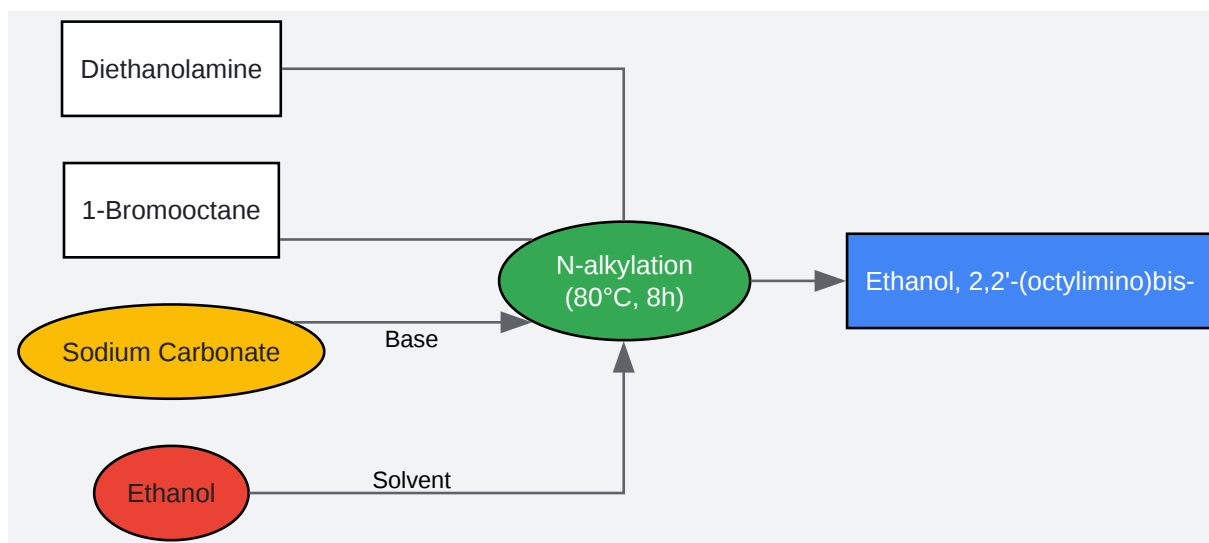 Diethanolamine
1-Bromooctane
N-alkylation
(80°C, 8h)
Ethanol, 2,2'-(octylimino)bis-
Base
Sodium Carbonate
Solvent
Ethanol